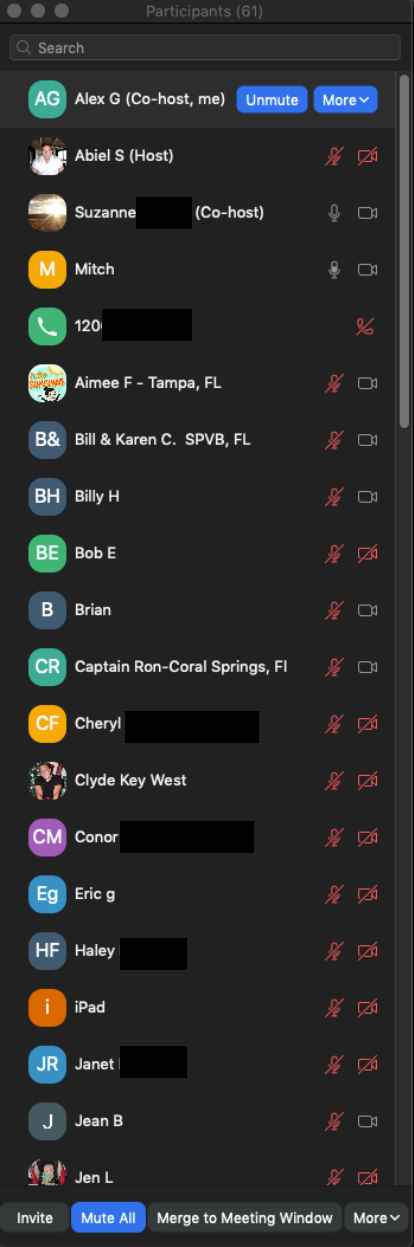 Participants (61)
Search
AG Alex G (Co-host, me) Unmute More
Abiel S (Host)
Suzanne (Co-host)
M Mitch
120
Aimee F - Tampa, FL
B& Bill & Karen C. SPVB, FL
BH Billy H
BE Bob E
B Brian
CR Captain Ron-Coral Springs, Fl
CF Cheryl
Clyde Key West
CM Conor
Eg Eric g
HF Haley
i iPad
JR Janet
J Jean B
Jen L
Invite Mute All Merge to Meeting Window More